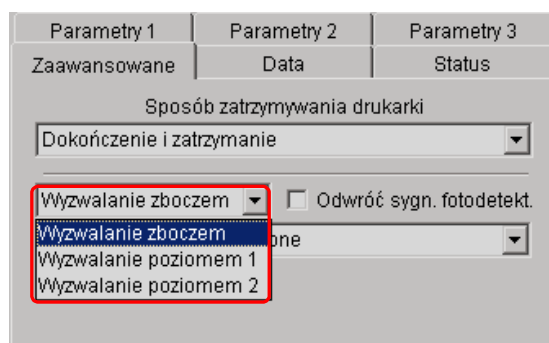 Parametry 1 Parametry 2 Parametry 3
Zaawansowane Data Status
Sposób zatrzymywania drukarki
Dokończenie i zatrzymanie
Wyzwalanie zboczem Odwróć sygn. fotodetekt.
Wyzwalanie zboczem
Wyzwalanie poziomem 1
Wyzwalanie poziomem 2